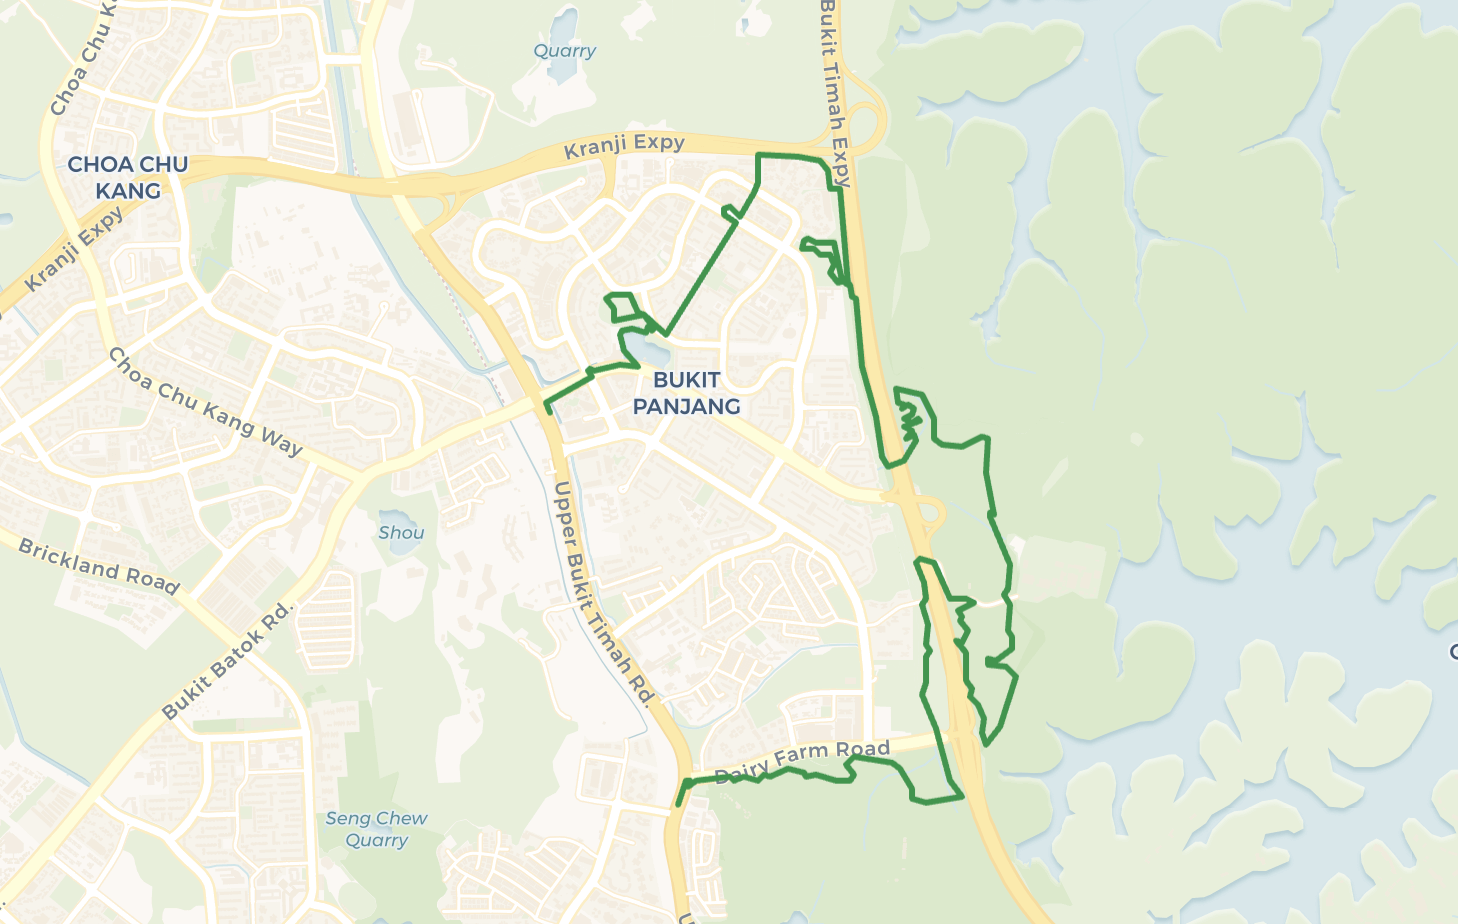 Choa Chu K
Quarry
Bukit Timah Expy
Kranji Expy
CHOA CHU
KANG
Kranji Expy
Choa Chu Kang Way
BUKIT
PANJANG
Upper Bukit Timah Rd.
Shou
Brickland Road
Bukit Batok Rd.
Dairy Farm Road
Seng Chew
Quarry